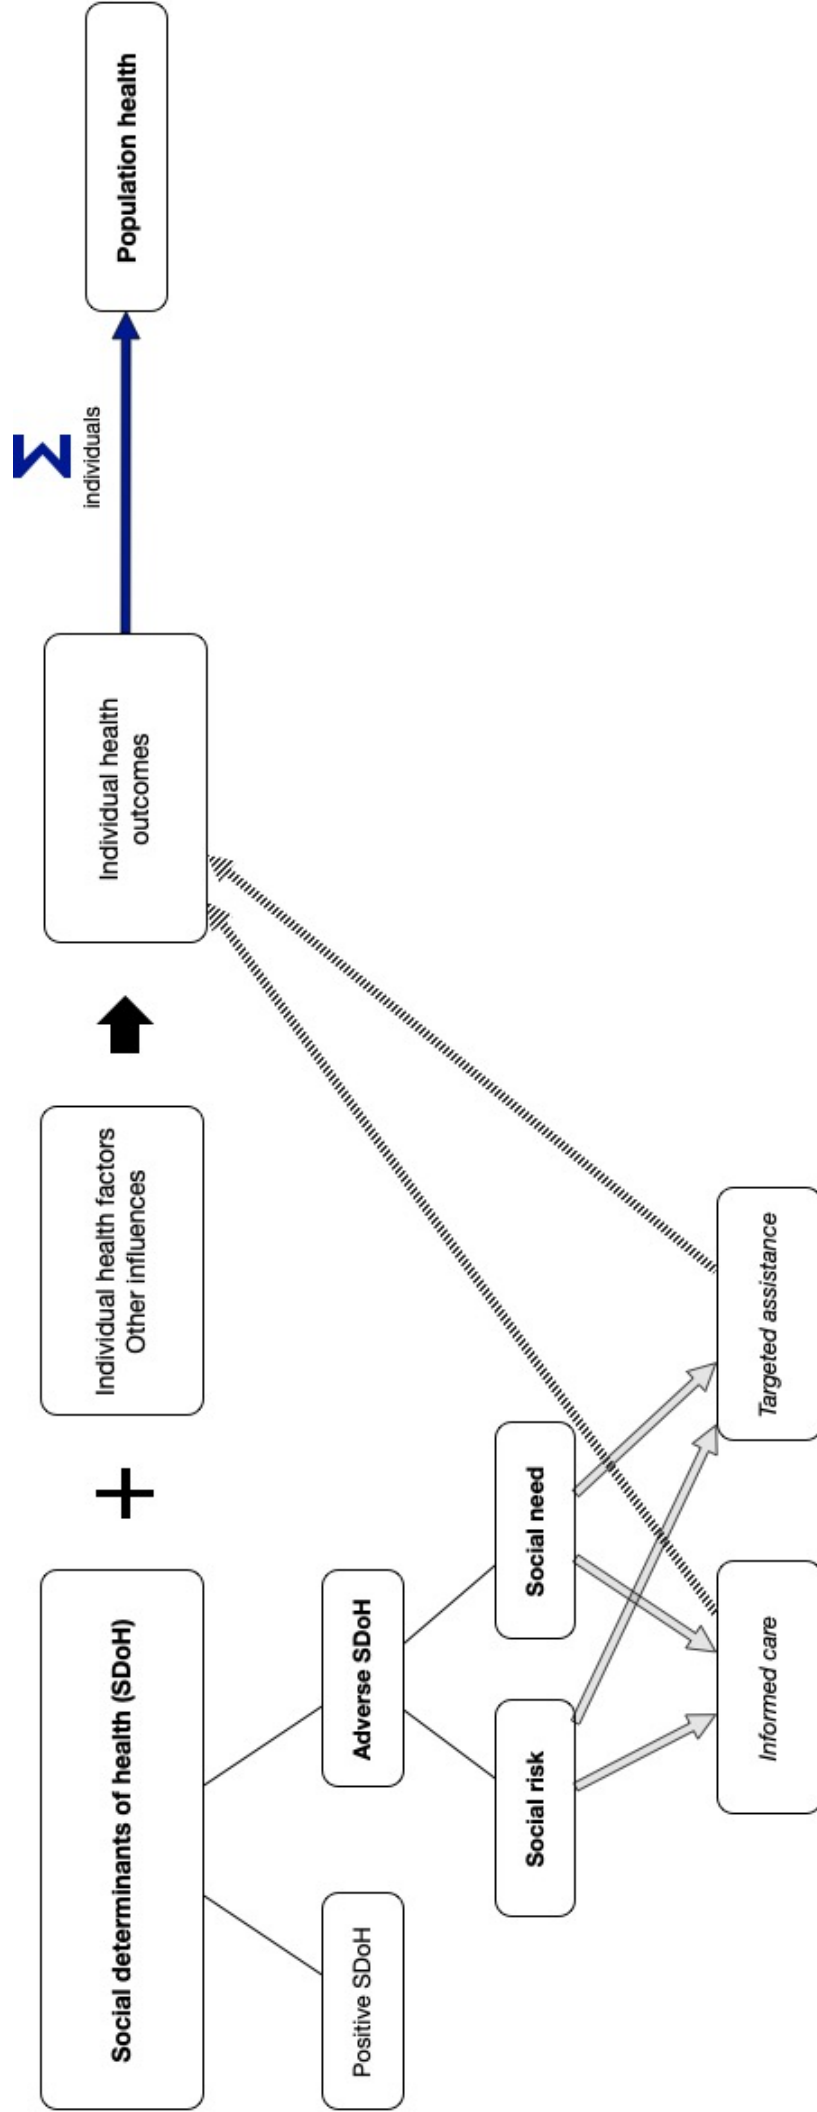 Social determinants of health (SDoH)
+
Individual health factors
Other influences
Individual health
outcomes
Σ
individuals
Population health
Positive SDoH
Adverse SDoH
Social risk
Social need
Informed care
Targeted assistance